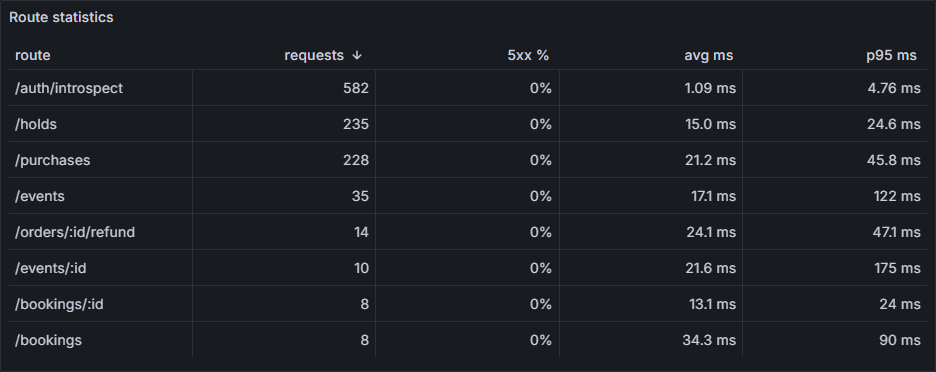 Route statistics
route requests ↓ 5xx % avg ms p95 ms
/auth/introspect 582 0% 1.09 ms 4.76 ms
/holds 235 0% 15.0 ms 24.6 ms
/purchases 228 0% 21.2 ms 45.8 ms
/events 35 0% 17.1 ms 122 ms
/orders/:id/refund 14 0% 24.1 ms 47.1 ms
/events/:id 10 0% 21.6 ms 175 ms
/bookings/:id 8 0% 13.1 ms 24 ms
/bookings 8 0% 34.3 ms 90 ms